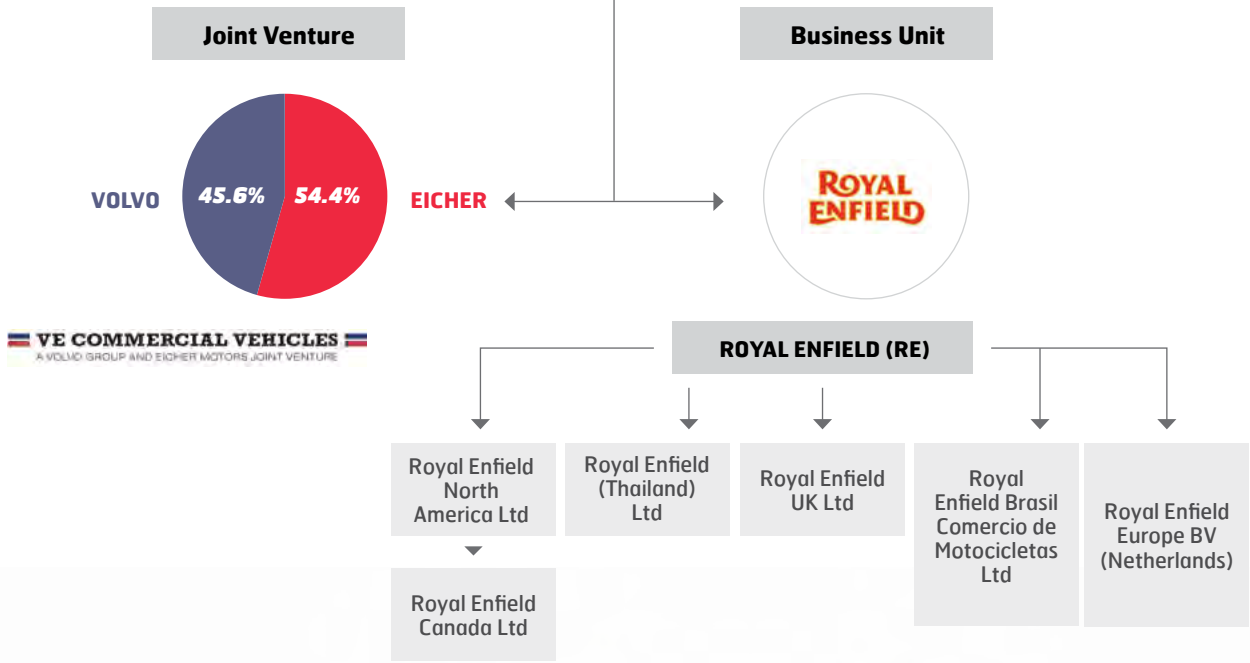 Joint Venture
Business Unit
VOLVO
45.6%
54.4%
EICHER
ROYAL
ENFIELD
VE COMMERCIAL VEHICLES
A VOLVO GROUP AND EICHER MOTORS JOINT VENTURE
ROYAL ENFIELD (RE)
Royal Enfield
North
America Ltd
Royal Enfield
(Thailand)
Ltd
Royal Enfield
UK Ltd
Royal
Enfield Brasil
Comercio de
Motocicletas
Ltd
Royal Enfield
Europe BV
(Netherlands)
Royal Enfield
Canada Ltd